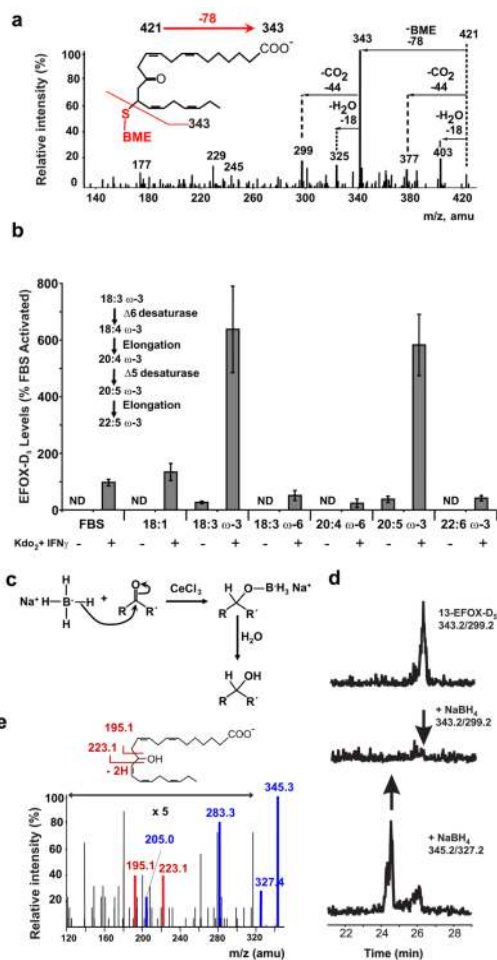 a
421 -78 343
COO⁻
O
S
BME
343
Relative intensity (%)
100
80
60
40
20
0
343
-BME
-78
421
-CO₂
-44
-H₂O
-18
-CO₂
-44
-H₂O
-18
177
229
245
299
325
377
403
140 180 220 260 300 340 380 420
m/z, amu
b
EFOX-D₅ Levels (% FBS Activated)
800
600
400
200
0
18:3 ω-3
Δ6 desaturase
18:4 ω-3
Elongation
20:4 ω-3
Δ5 desaturase
20:5 ω-3
Elongation
22:5 ω-3
ND ND ND ND ND
FBS 18:1 18:3 ω-3 18:3 ω-6 20:4 ω-6 20:5 ω-3 22:6 ω-3
Kdo₂+ IFNγ - + - + - + - + - + - + - +
c
Na⁺ H B⁻ H H H + O R R´ CeCl₃ H O—B⁻H₃ Na⁺ R R´
H₂O
H OH
R R´
d
13-EFOX-D₅
343.2/299.2
+ NaBH₄
343.2/299.2
+ NaBH₄
345.2/327.2
22 24 26 28
Time (min)
e
COO⁻
195.1
223.1
OH
- 2H
x 5
Relative intensity (%)
100
80
60
40
20
0
345.3
283.3
205.0
195.1
223.1
327.4
120 160 200 240 280 320 340
m/z (amu)